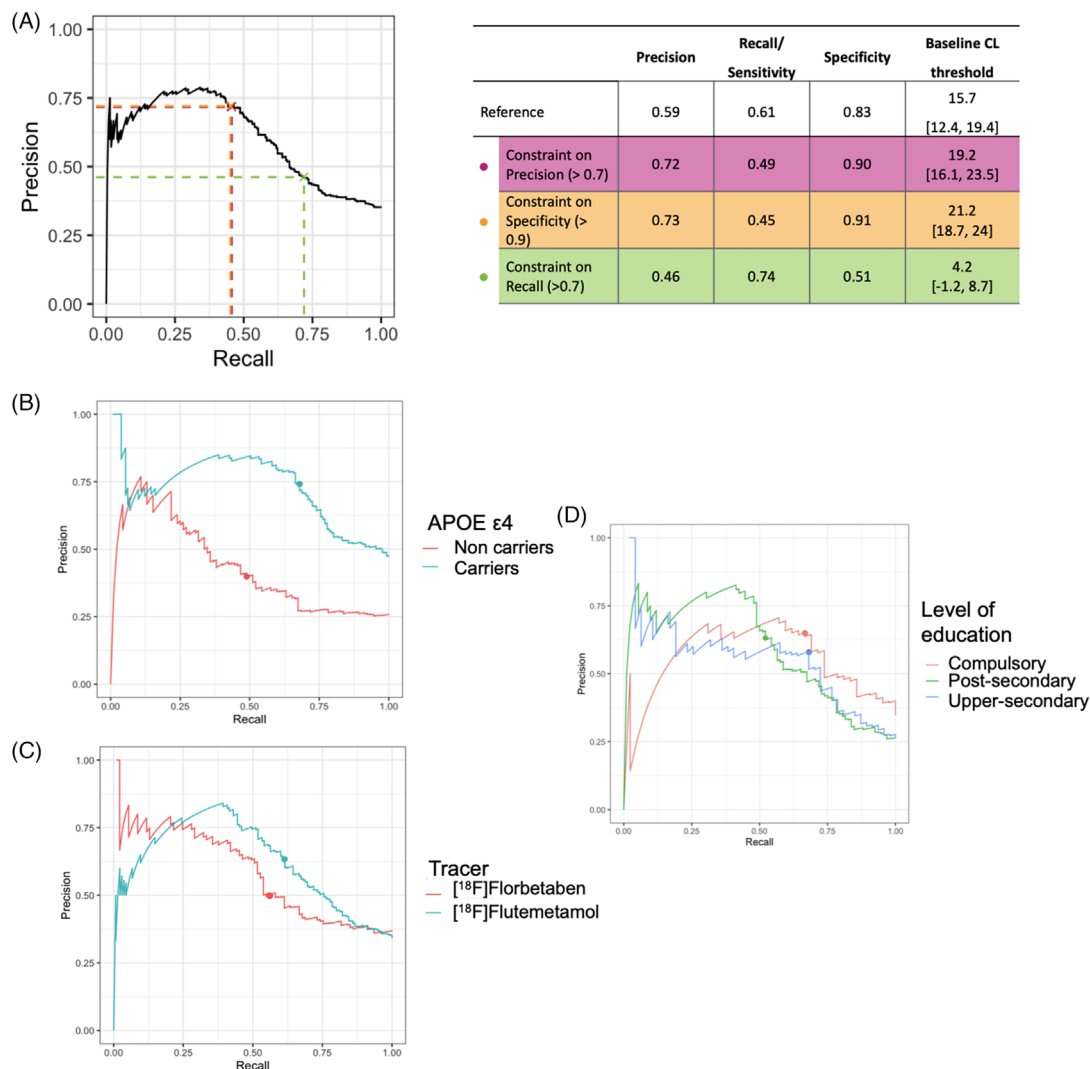 (A)
1.00
0.75
0.50
0.25
0.00
Precision
0.00 0.25 0.50 0.75 1.00
Recall
Precision Recall/ Sensitivity Specificity Baseline CL threshold
Reference 0.59 0.61 0.83 15.7 [12.4, 19.4]
Constraint on Precision (> 0.7) 0.72 0.49 0.90 19.2 [16.1, 23.5]
Constraint on Specificity (> 0.9) 0.73 0.45 0.91 21.2 [18.7, 24]
Constraint on Recall (>0.7) 0.46 0.74 0.51 4.2 [-1.2, 8.7]
(B)
1.00
0.75
0.50
0.25
0.00
Precision
0.00 0.25 0.50 0.75 1.00
Recall
APOE ε4
Non carriers
Carriers
(C)
1.00
0.75
0.50
0.25
0.00
Precision
0.00 0.25 0.50 0.75 1.00
Recall
Tracer
[¹⁸F]Florbetaben
[¹⁸F]Flutemetamol
(D)
1.00
0.75
0.50
0.25
0.00
Precision
0.00 0.25 0.50 0.75 1.00
Recall
Level of
education
Compulsory
Post-secondary
Upper-secondary